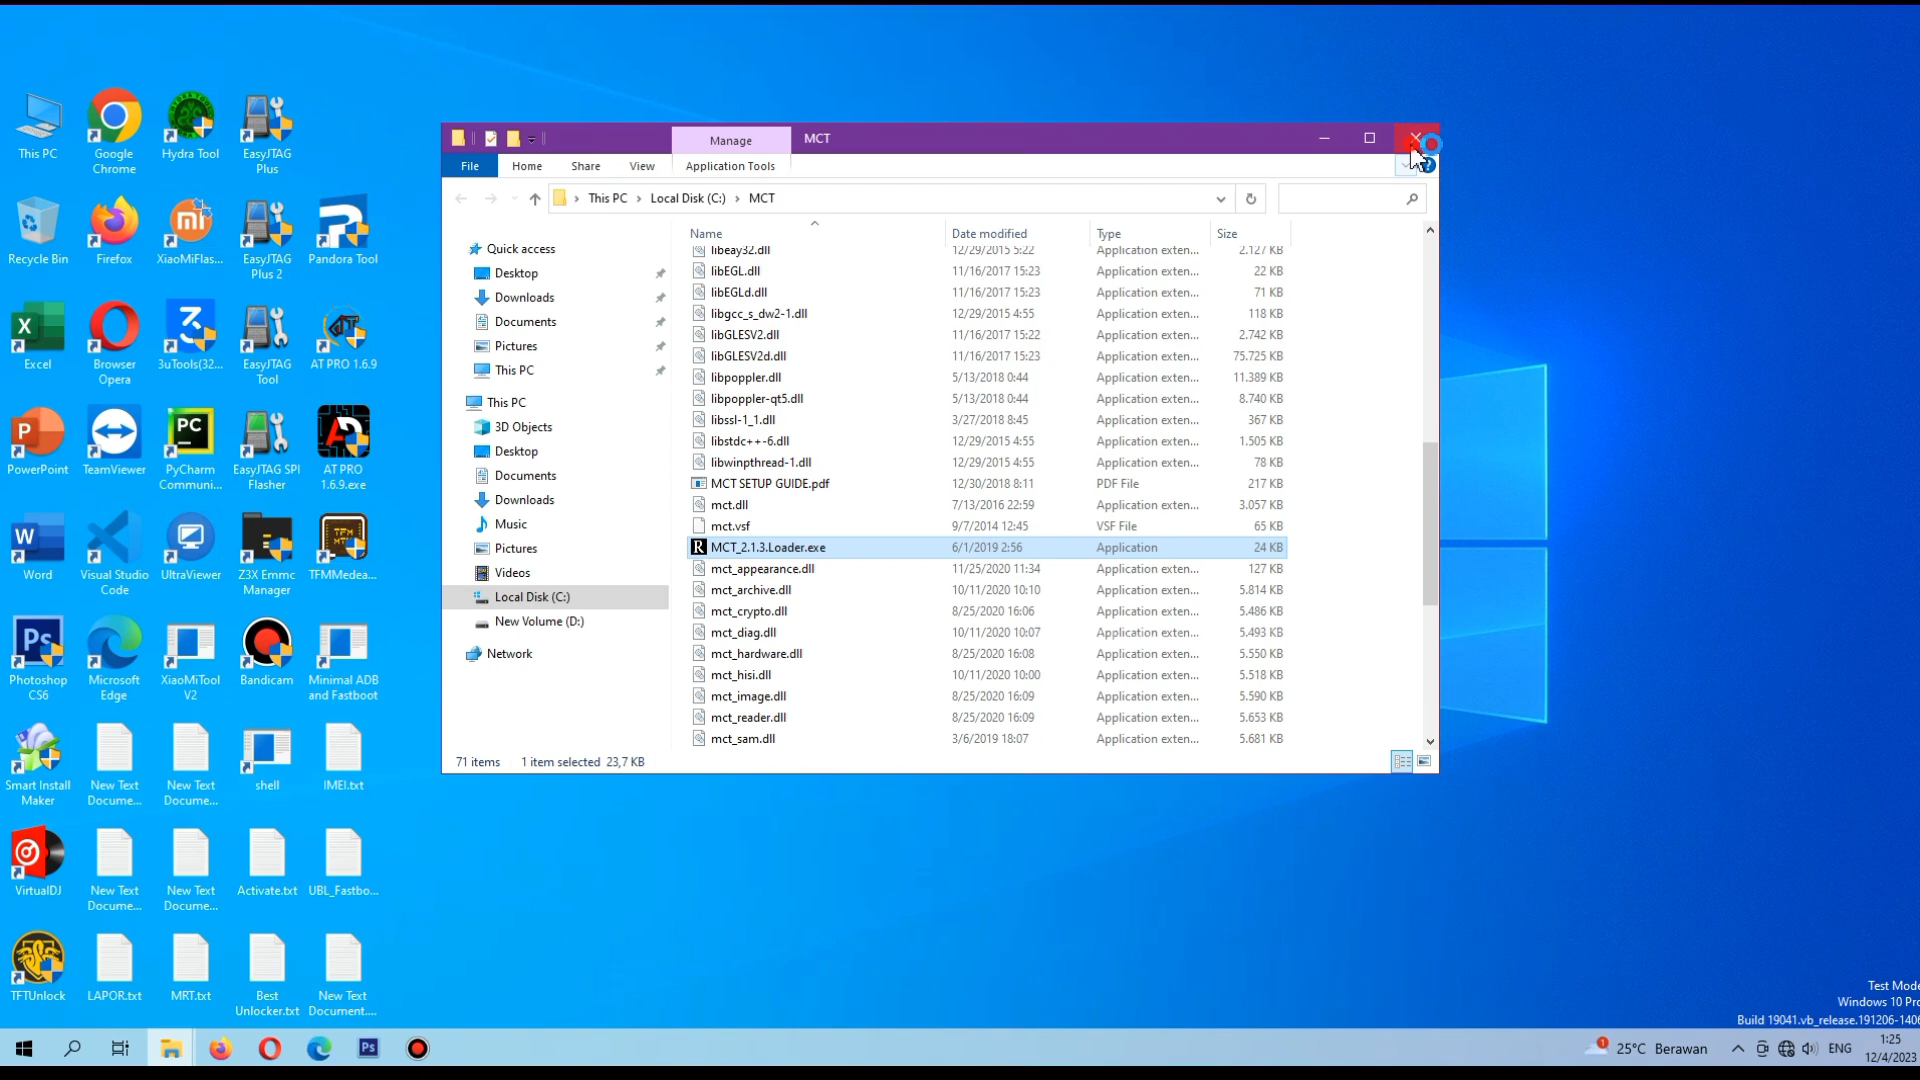 This PC
Google
Chrome
Hydra Tool
EasyJTAG
Plus
Recycle Bin
Firefox
XiaoMiFlas...
EasyJTAG
Plus 2
Pandora Tool
Excel
Browser
Opera
3uTools(32...
EasyJTAG
Tool
AT PRO 1.6.9
PowerPoint
TeamViewer
PyCharm
Communi...
EasyJTAG SPI
Flasher
AT PRO
1.6.9.exe
Word
Visual Studio
Code
UltraViewer
Z3X Emmc
Manager
TFMMedea...
Photoshop
CS6
Microsoft
Edge
XiaoMiTool
V2
Bandicam
Minimal ADB
and Fastboot
Smart Install
Maker
New Text
Docume...
New Text
Docume...
shell
IMEI.txt
VirtualDJ
New Text
Docume...
New Text
Docume...
Activate.txt
UBL_Fastbo...
TFTUnlock
LAPOR.txt
MRT.txt
Best
Unlocker.txt
New Text
Document....
Manage
MCT
File
Home
Share
View
Application Tools
This PC
Local Disk (C:)
MCT
Quick access
Desktop
Downloads
Documents
Pictures
This PC
This PC
3D Objects
Desktop
Documents
Downloads
Music
Pictures
Videos
Local Disk (C:)
New Volume (D:)
Network
Name Date modified Type Size
libeay32.dll 12/29/2015 5:22 Application exten... 2.127 KB
libEGL.dll 11/16/2017 15:23 Application exten... 22 KB
libEGLd.dll 11/16/2017 15:23 Application exten... 71 KB
libgcc_s_dw2-1.dll 12/29/2015 4:55 Application exten... 118 KB
libGLESV2.dll 11/16/2017 15:22 Application exten... 2.742 KB
libGLESV2d.dll 11/16/2017 15:23 Application exten... 75.725 KB
libpoppler.dll 5/13/2018 0:44 Application exten... 11.389 KB
libpoppler-qt5.dll 5/13/2018 0:44 Application exten... 8.740 KB
libssl-1_1.dll 3/27/2018 8:45 Application exten... 367 KB
libstdc++-6.dll 12/29/2015 4:55 Application exten... 1.505 KB
libwinpthread-1.dll 12/29/2015 4:55 Application exten... 78 KB
MCT SETUP GUIDE.pdf 12/30/2018 8:11 PDF File 217 KB
mct.dll 7/13/2016 22:59 Application exten... 3.057 KB
mct.vsf 9/7/2014 12:45 VSF File 65 KB
MCT_2.1.3.Loader.exe 6/1/2019 2:56 Application 24 KB
mct_appearance.dll 11/25/2020 11:34 Application exten... 127 KB
mct_archive.dll 10/11/2020 10:10 Application exten... 5.814 KB
mct_crypto.dll 8/25/2020 16:06 Application exten... 5.486 KB
mct_diag.dll 10/11/2020 10:07 Application exten... 5.493 KB
mct_hardware.dll 8/25/2020 16:08 Application exten... 5.550 KB
mct_hisi.dll 10/11/2020 10:00 Application exten... 5.518 KB
mct_image.dll 8/25/2020 16:09 Application exten... 5.590 KB
mct_reader.dll 8/25/2020 16:09 Application exten... 5.653 KB
mct_sam.dll 3/6/2019 18:07 Application exten... 5.681 KB
71 items 1 item selected 23,7 KB
Test Mode
Windows 10 Pro
Build 19041.vb_release.191206-1406
25°C Berawan
ENG
1:25
12/4/2023